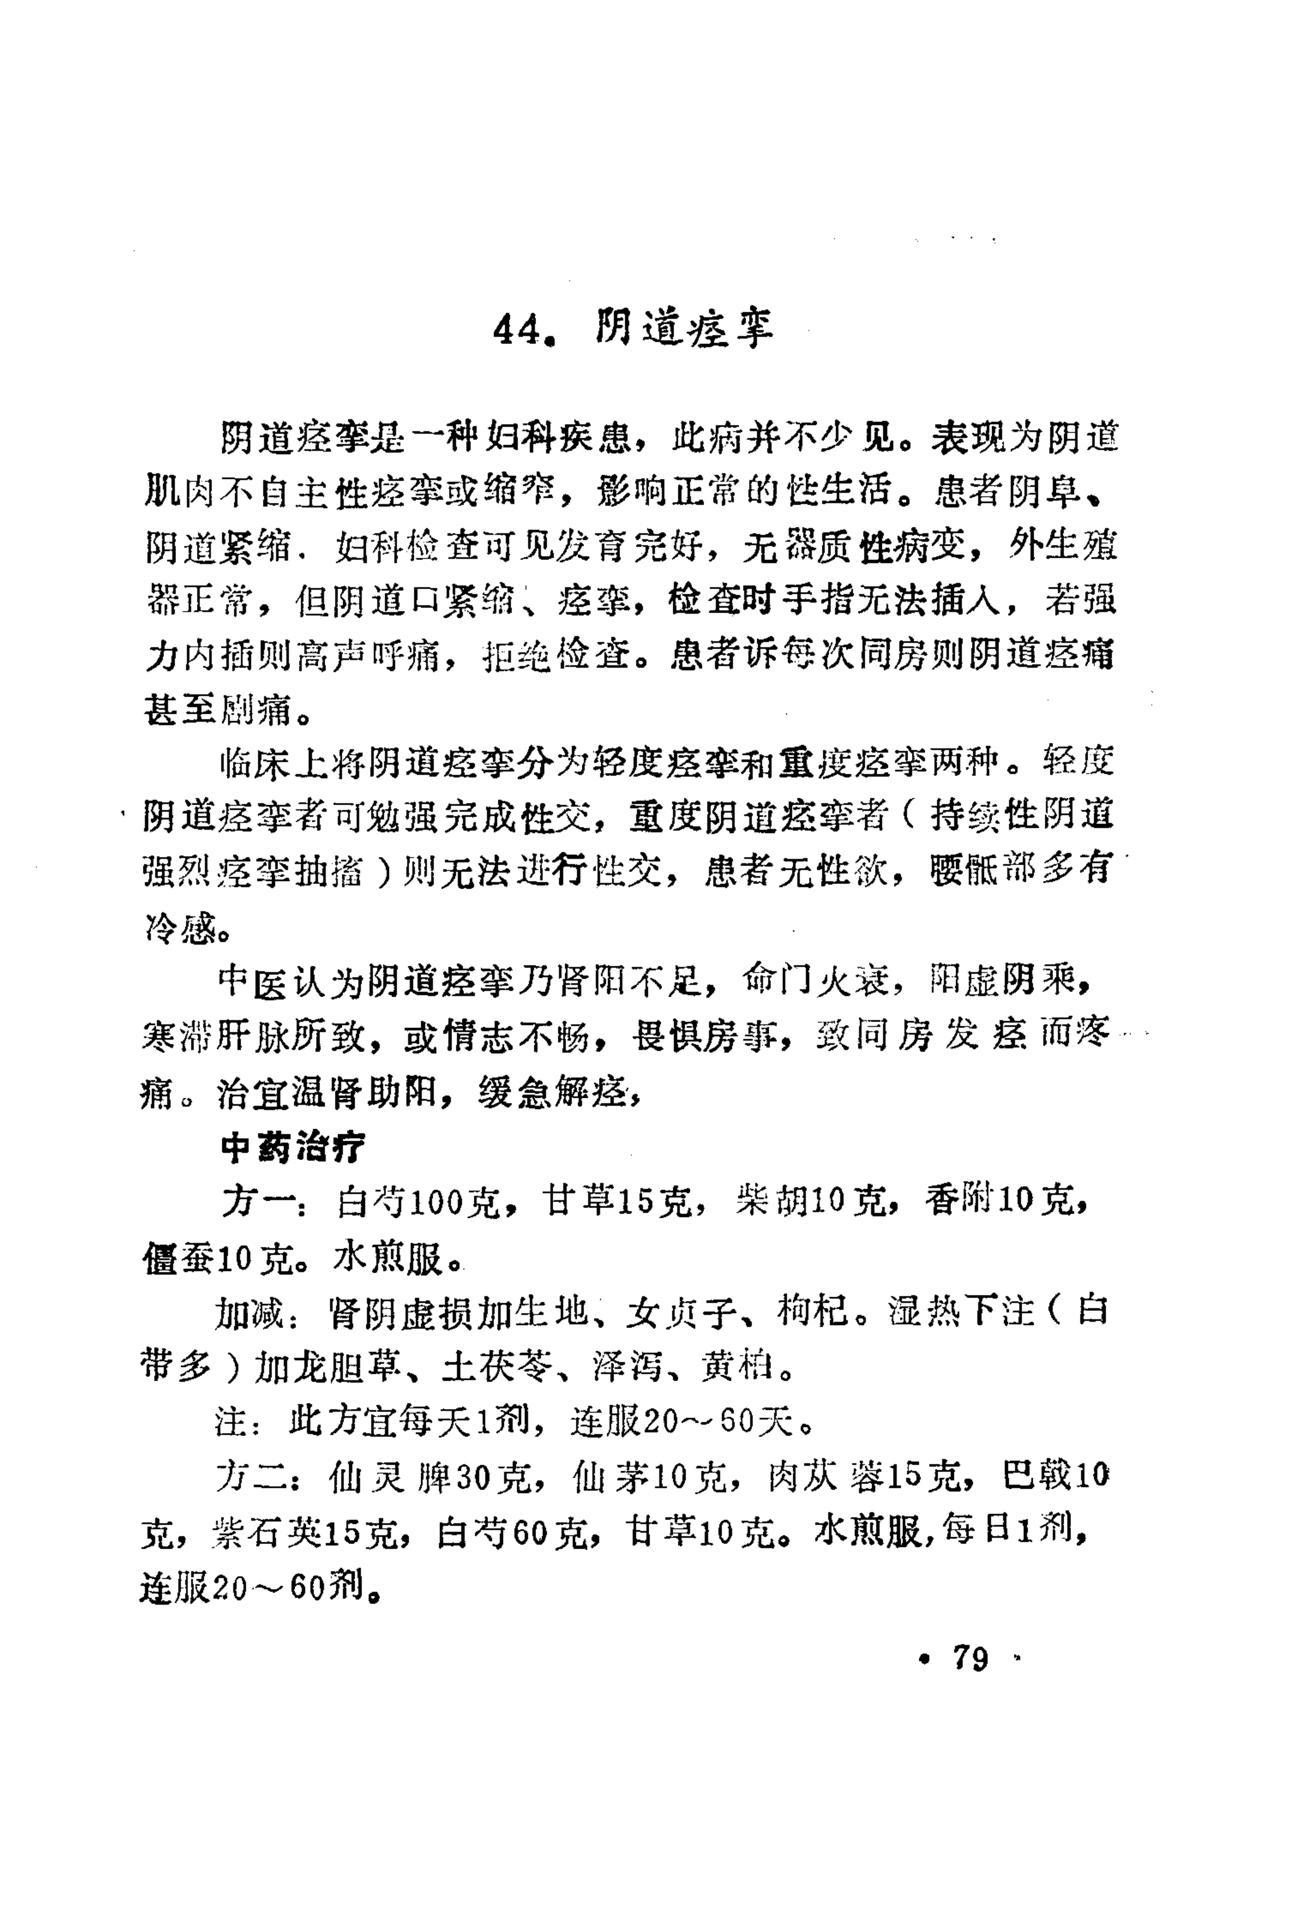 44. 阴道痉挛
阴道痉挛是一种妇科疾患，此病并不少见。表现为阴道
肌肉不自主性痉挛或缩窄，影响正常的性生活。患者阴阜、
阴道紧缩．妇科检查可见发育完好，无器质性病变，外生殖
器正常，但阴道口紧缩、痉挛，检查时手指无法插入，若强
力内插则高声呼痛，拒绝检查。患者诉每次同房则阴道痉痛
甚至剧痛。
临床上将阴道痉挛分为轻度痉挛和重度痉挛两种。轻度
阴道痉挛者可勉强完成性交，重度阴道痉挛者（持续性阴道
强烈痉挛抽搐）则无法进行性交，患者无性欲，腰骶部多有
冷感。
中医认为阴道痉挛乃肾阳不足，命门火衰，阳虚阴乘，
寒滞肝脉所致，或情志不畅，畏惧房事，致同房发痉而疼
痛。治宜温肾助阳，缓急解痉，
中药治疗
方一：白芍100克，甘草15克，柴胡10克，香附10克，
僵蚕10克。水煎服。
加减：肾阴虚损加生地、女贞子、枸杞。湿热下注（白
带多）加龙胆草、土茯苓、泽泻、黄柏。
注：此方宜每天1剂，连服20～60天。
方二：仙灵脾30克，仙茅10克，肉苁蓉15克，巴戟10
克，紫石英15克，白芍60克，甘草10克。水煎服，每日1剂，
连服20～60剂。
• 79 ·